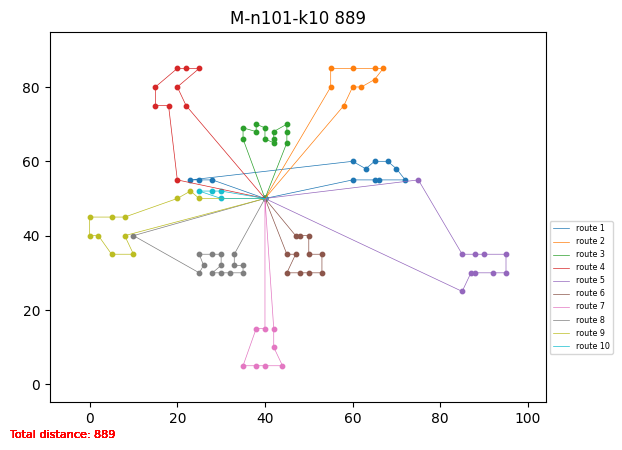 M-n101-k10 889
80
60
40
20
0
0 20 40 60 80 100
route 1
route 2
route 3
route 4
route 5
route 6
route 7
route 8
route 9
route 10
Total distance: 889